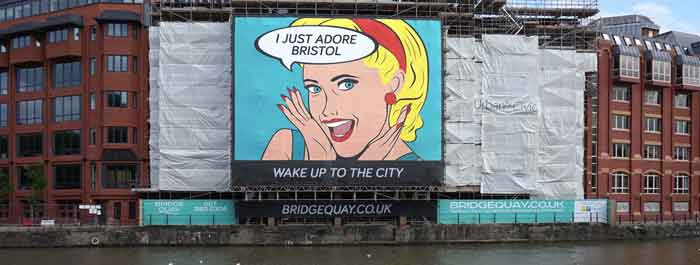 I JUST ADORE
BRISTOL
WAKE UP TO THE CITY
BRIDGEQUAY.CO.UK
BRIDGEQUAY.CO.UK